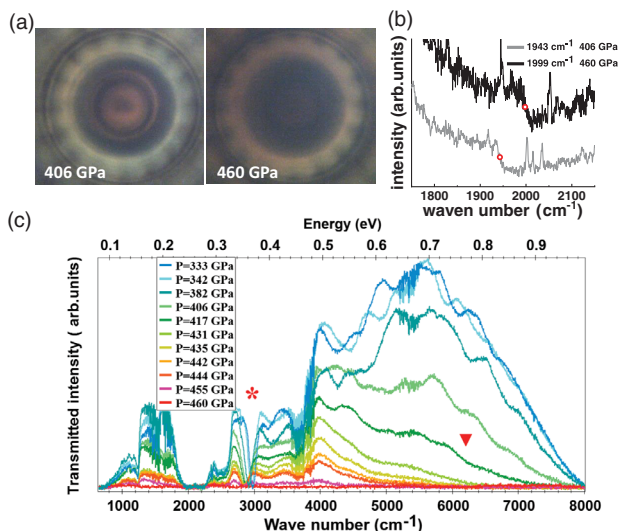 (a)
406 GPa
460 GPa
(b)
1943 cm⁻¹ 406 GPa
1999 cm⁻¹ 460 GPa
intensity (arb.units)
1800 1900 2000 2100
waven umber (cm⁻¹)
(c)
Energy (eV)
0.1 0.2 0.3 0.4 0.5 0.6 0.7 0.8 0.9
Transmitted intensity ( arb.units)
P=333 GPa
P=342 GPa
P=382 GPa
P=406 GPa
P=417 GPa
P=431 GPa
P=435 GPa
P=442 GPa
P=444 GPa
P=455 GPa
P=460 GPa
*
1000 2000 3000 4000 5000 6000 7000 8000
Wave number (cm⁻¹)